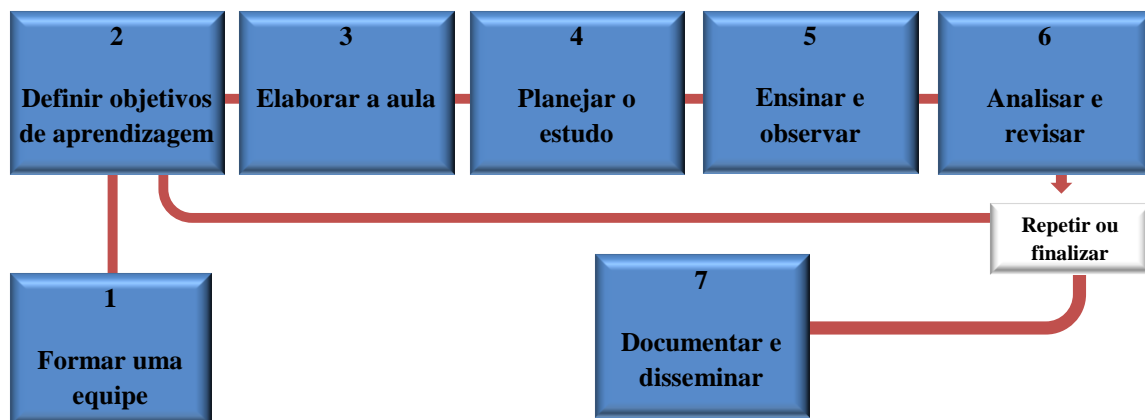 2
Definir objetivos
de aprendizagem
3
Elaborar a aula
4
Planejar o
estudo
5
Ensinar e
observar
6
Analisar e
revisar
Repetir ou
finalizar
1
Formar uma
equipe
7
Documentar e
disseminar